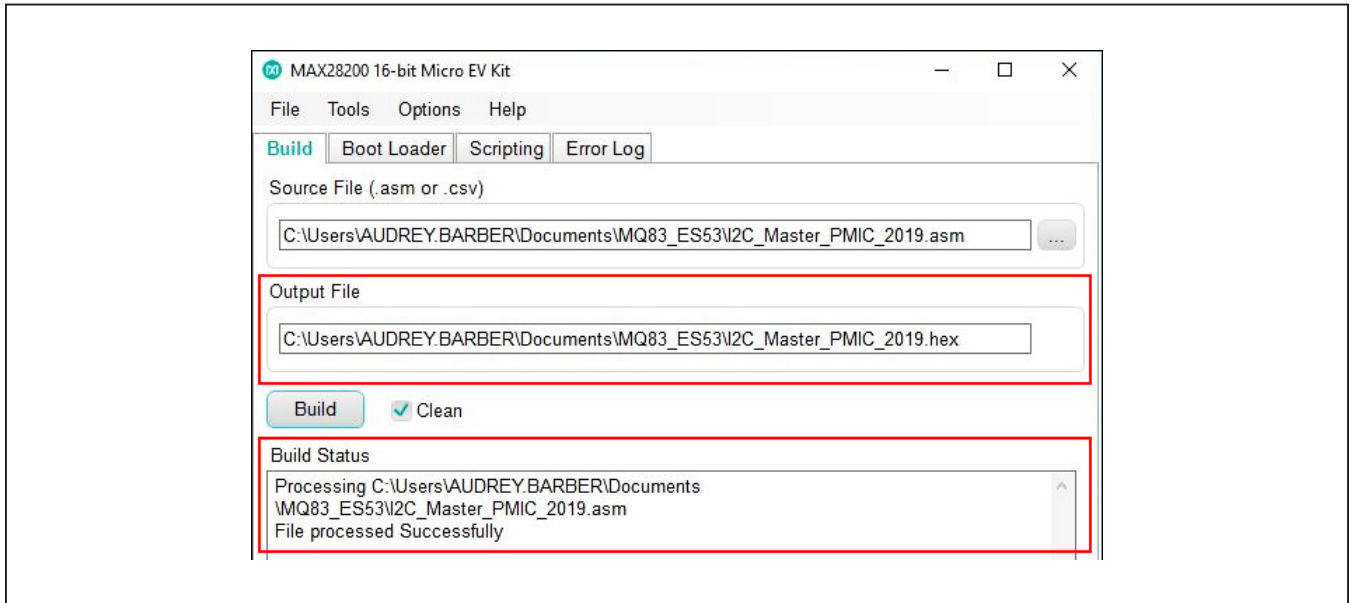 MAX28200 16-bit Micro EV Kit
File Tools Options Help
Build Boot Loader Scripting Error Log
Source File (.asm or .csv)
C:\Users\AUDREY.BARBER\Documents\MQ83_ES53\I2C_Master_PMIC_2019.asm ...
Output File
C:\Users\AUDREY.BARBER\Documents\MQ83_ES53\I2C_Master_PMIC_2019.hex
Build Clean
Build Status
Processing C:\Users\AUDREY.BARBER\Documents
\MQ83_ES53\I2C_Master_PMIC_2019.asm
File processed Successfully